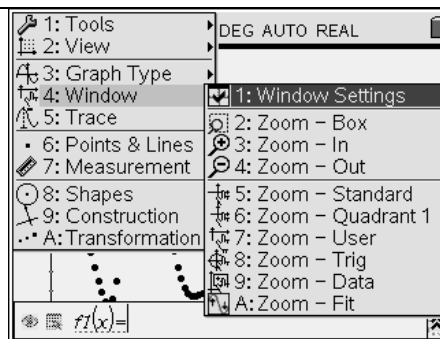 1: Tools
2: View
3: Graph Type
4: Window
5: Trace
6: Points & Lines
7: Measurement
8: Shapes
9: Construction
A: Transformation
DEG AUTO REAL
1: Window Settings
2: Zoom – Box
3: Zoom – In
4: Zoom – Out
5: Zoom – Standard
6: Zoom – Quadrant 1
7: Zoom – User
8: Zoom – Trig
9: Zoom – Data
A: Zoom – Fit
f1(x)=